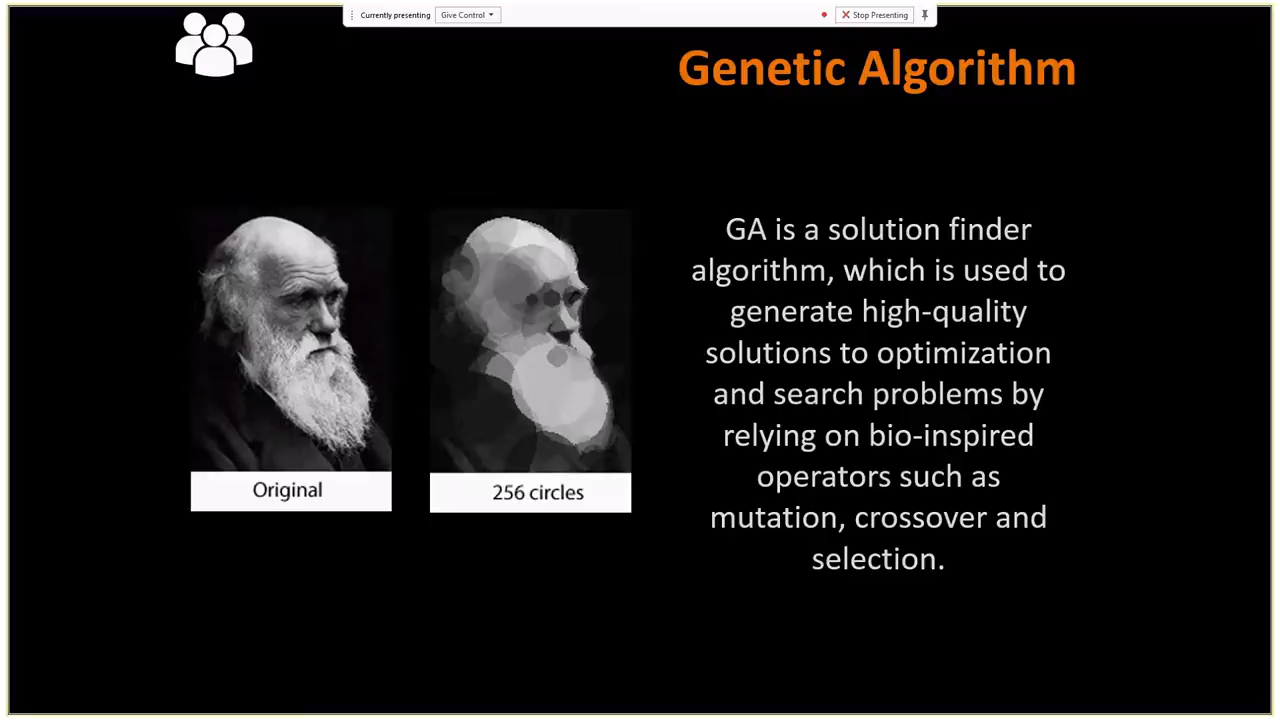 Currently presenting
Give Control
Stop Presenting
Genetic Algorithm
Original
256 circles
GA is a solution finder
algorithm, which is used to
generate high-quality
solutions to optimization
and search problems by
relying on bio-inspired
operators such as
mutation, crossover and
selection.